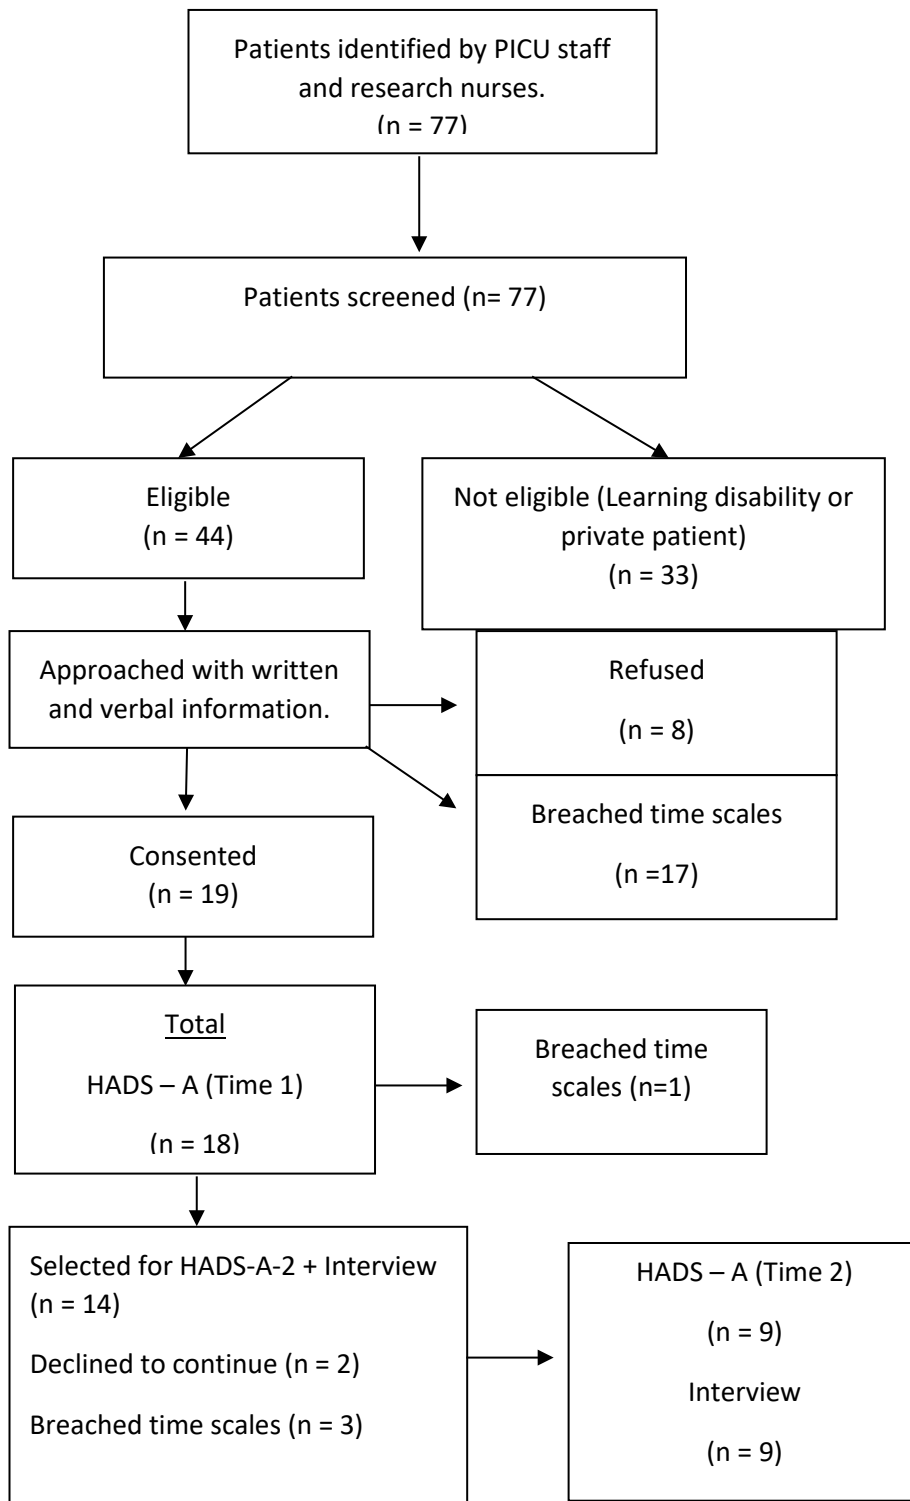 Patients identified by PICU staff
and research nurses.
(n = 77)
Patients screened (n= 77)
Eligible
(n = 44)
Not eligible (Learning disability or
private patient)
(n = 33)
Approached with written
and verbal information.
Refused
(n = 8)
Breached time scales
(n =17)
Consented
(n = 19)
Total
HADS – A (Time 1)
(n = 18)
Breached time
scales (n=1)
Selected for HADS-A-2 + Interview
(n = 14)
Declined to continue (n = 2)
Breached time scales (n = 3)
HADS – A (Time 2)
(n = 9)
Interview
(n = 9)